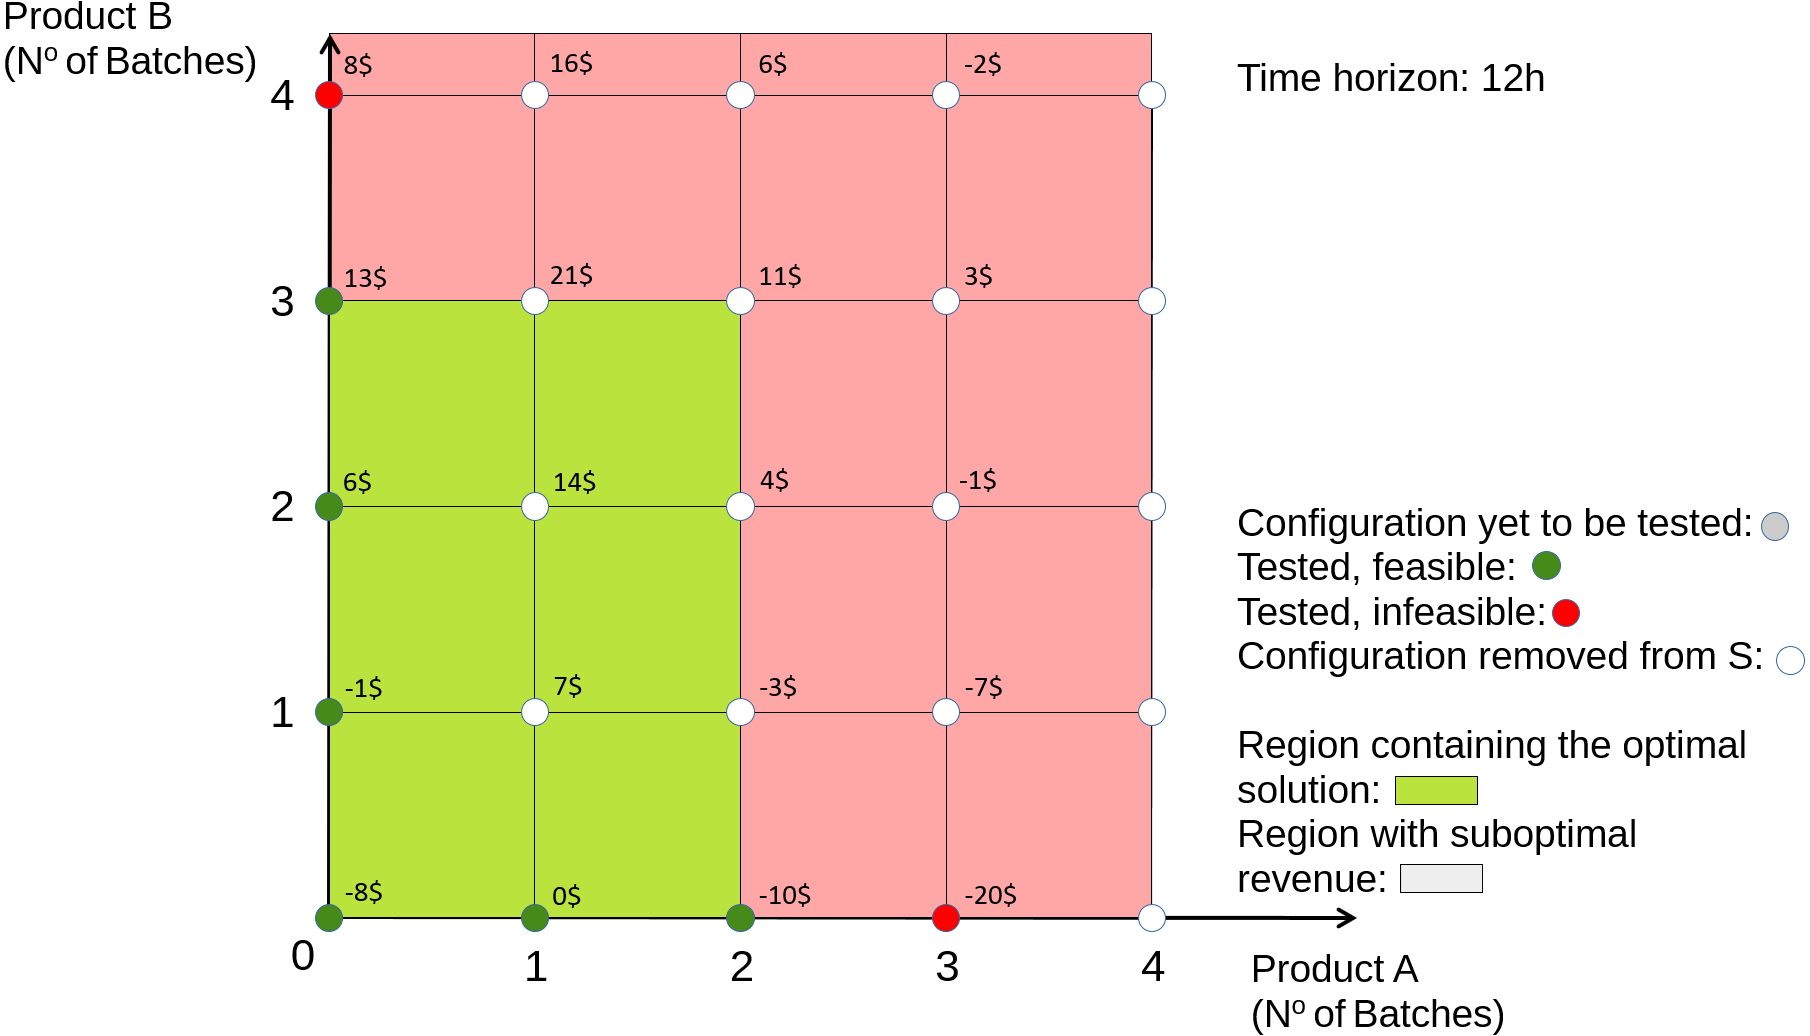 Product B
(Nº of Batches)
Time horizon: 12h
8$ 16$ 6$ -2$
4
13$ 21$ 11$ 3$
3
6$ 14$ 4$ -1$
2
-1$ 7$ -3$ -7$
1
-8$ 0$ -10$ -20$
0 1 2 3 4
Configuration yet to be tested:
Tested, feasible:
Tested, infeasible:
Configuration removed from S:
Region containing the optimal
solution:
Region with suboptimal
revenue:
Product A
(Nº of Batches)